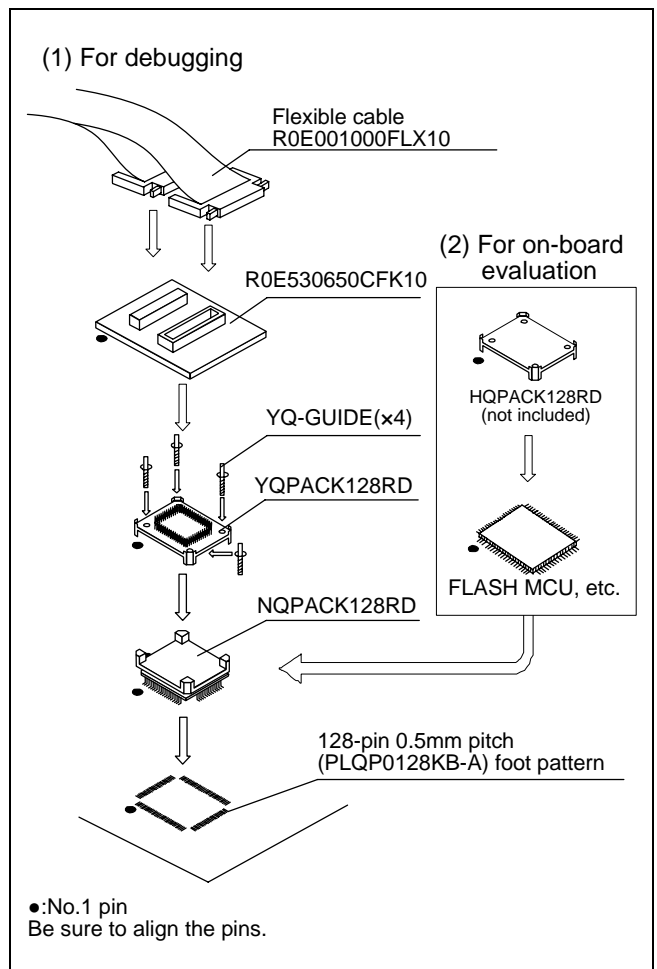 (1) For debugging
Flexible cable
R0E001000FLX10
R0E530650CFK10
YQ-GUIDE(×4)
YQPACK128RD
NQPACK128RD
128-pin 0.5mm pitch
(PLQP0128KB-A) foot pattern
(2) For on-board
evaluation
HQPACK128RD
(not included)
FLASH MCU, etc.
●:No.1 pin
Be sure to align the pins.